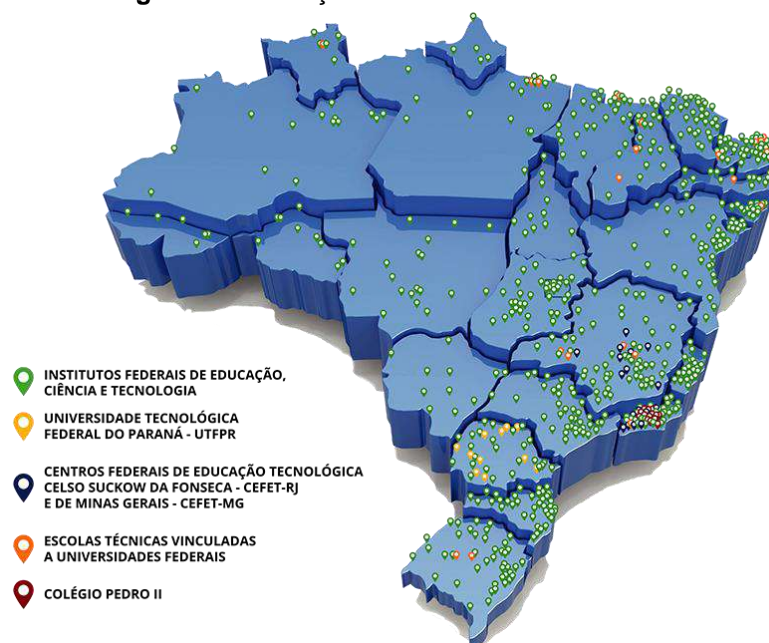 INSTITUTOS FEDERAIS DE EDUCAÇÃO,
CIÊNCIA E TECNOLOGIA
UNIVERSIDADE TECNOLÓGICA
FEDERAL DO PARANÁ - UTFPR
CENTROS FEDERAIS DE EDUCAÇÃO TECNOLÓGICA
CELSO SUCKOW DA FONSECA - CEFET-RJ
E DE MINAS GERAIS - CEFET-MG
ESCOLAS TÉCNICAS VINCULADAS
A UNIVERSIDADES FEDERAIS
COLÉGIO PEDRO II